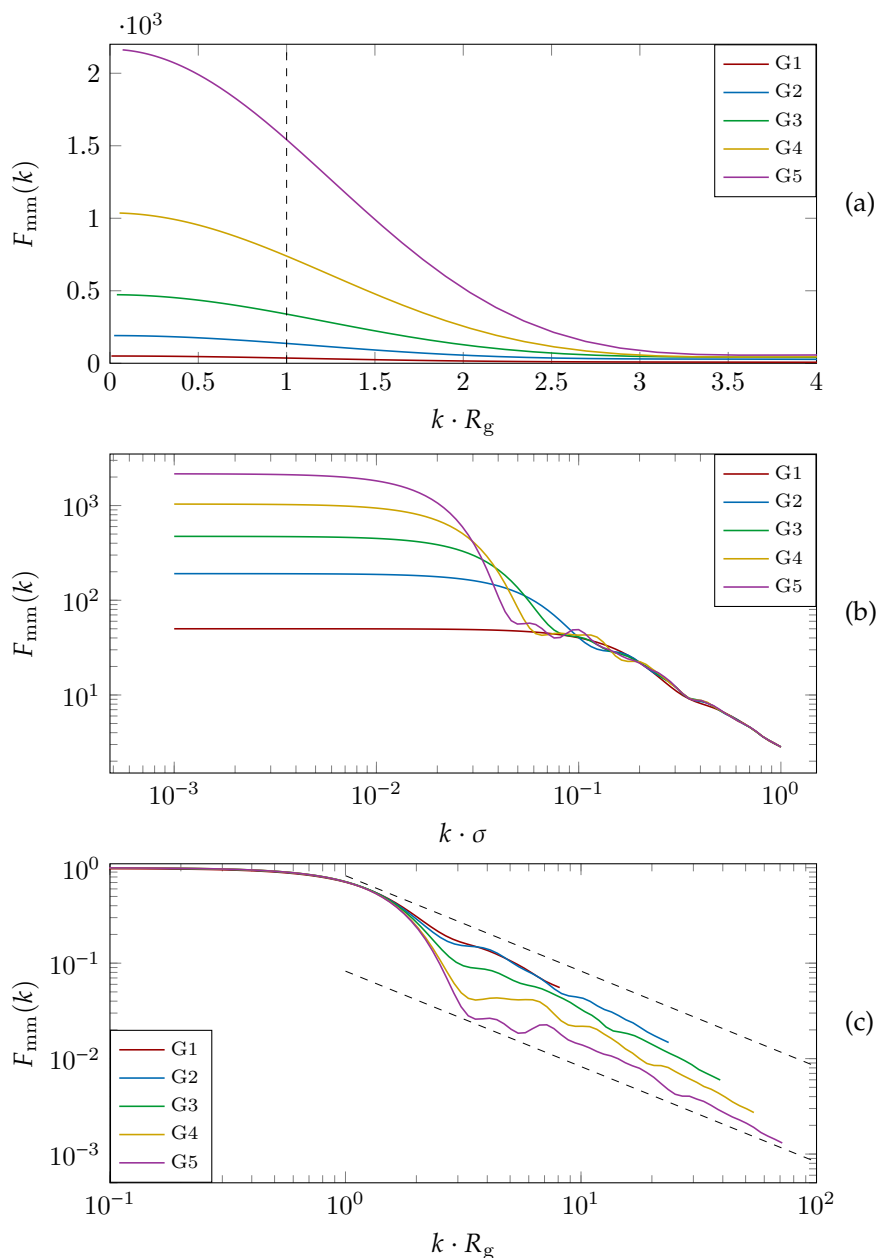 ·10³
2
1.5
1
0.5
0
F_mm(k)
0 0.5 1 1.5 2 2.5 3 3.5 4
k · R_g
G1
G2
G3
G4
G5
(a)
10³
10²
10¹
F_mm(k)
10⁻³ 10⁻² 10⁻¹ 10⁰
k · σ
G1
G2
G3
G4
G5
(b)
10⁰
10⁻¹
10⁻²
10⁻³
F_mm(k)
10⁻¹ 10⁰ 10¹ 10²
k · R_g
G1
G2
G3
G4
G5
(c)